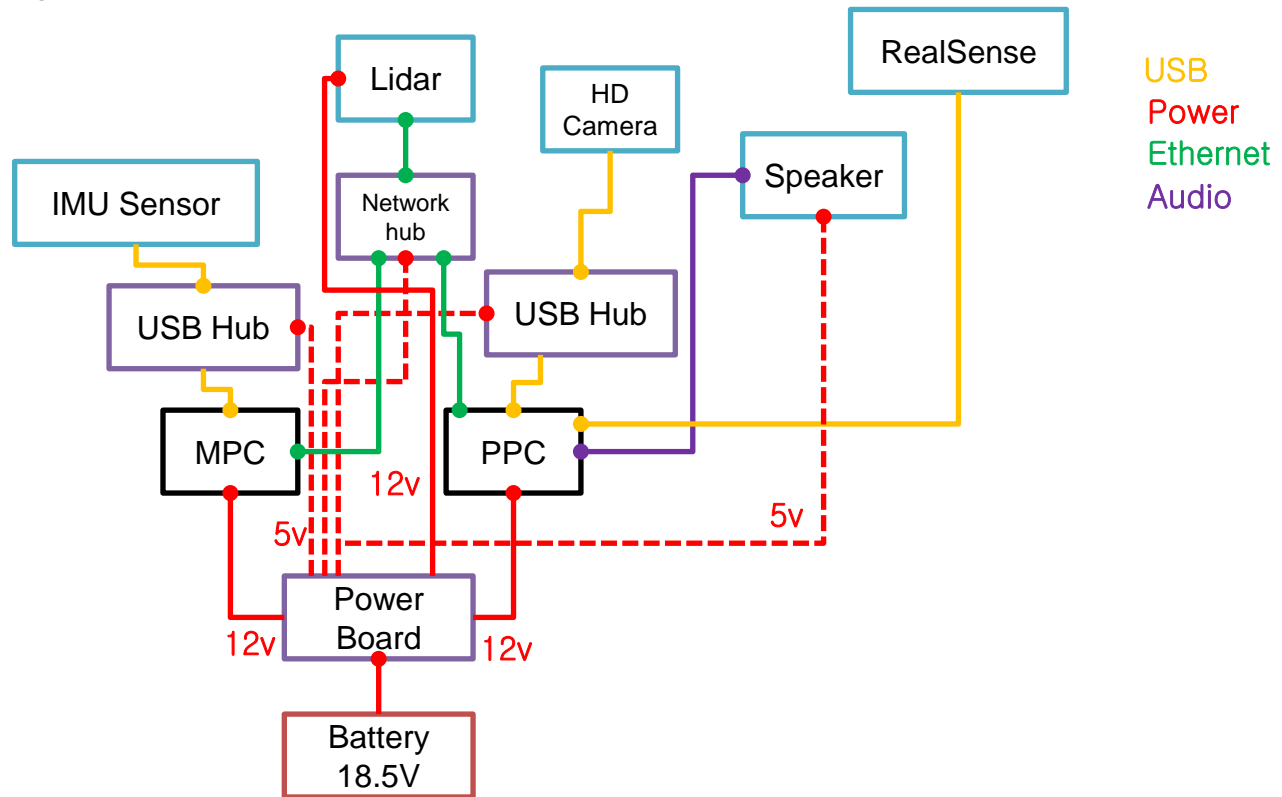 RealSense
Lidar
HD
Camera
USB
Power
Ethernet
Audio
IMU Sensor
Network
hub
Speaker
USB Hub
USB Hub
MPC
PPC
12v
5v
5v
Power
Board
12v
12v
Battery
18.5V